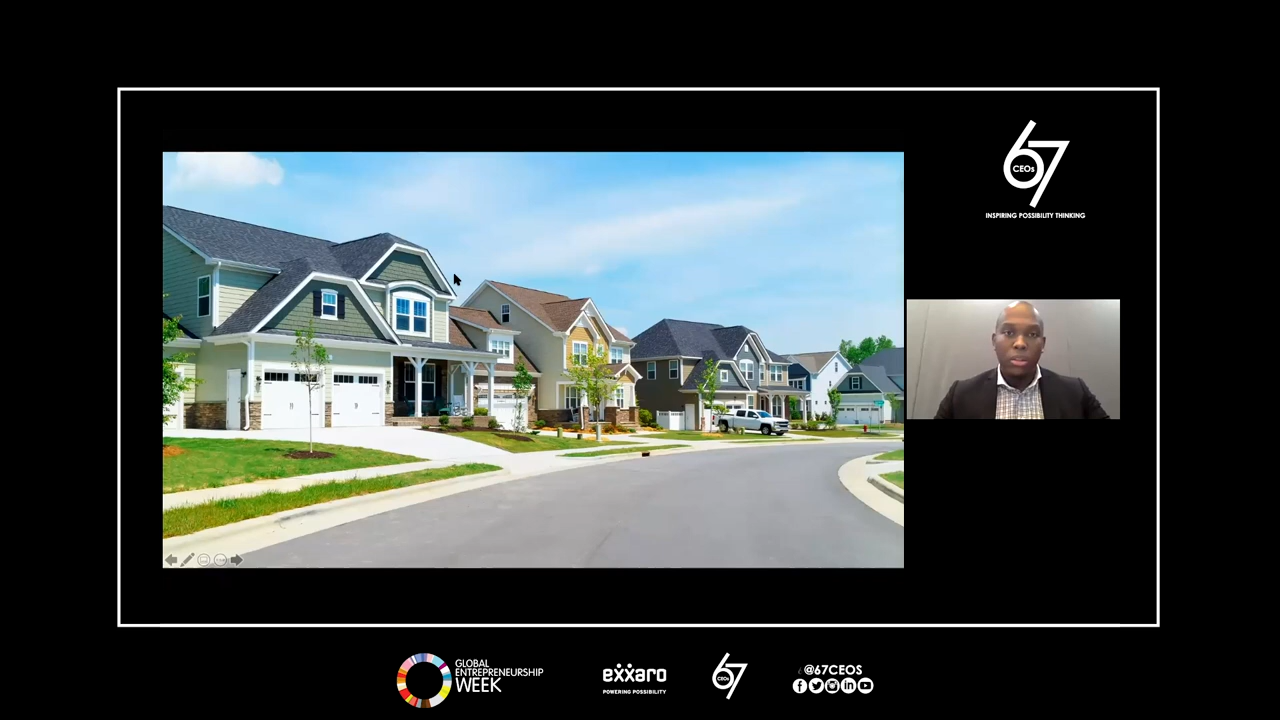 67
CEOs
INSPIRING POSSIBILITY THINKING
GLOBAL
ENTREPRENEURSHIP
WEEK
exxaro
POWERING POSSIBILITY
67
CEOs
@67CEOS